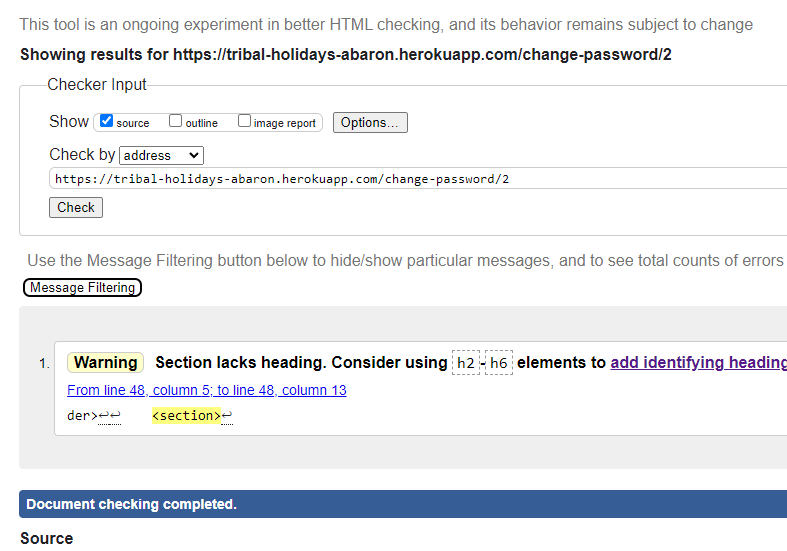 This tool is an ongoing experiment in better HTML checking, and its behavior remains subject to change
Showing results for https://tribal-holidays-abaron.herokuapp.com/change-password/2
Checker Input
Show source outline image report Options...
Check by address
https://tribal-holidays-abaron.herokuapp.com/change-password/2
Check
Use the Message Filtering button below to hide/show particular messages, and to see total counts of errors
Message Filtering
1. Warning Section lacks heading. Consider using h2-h6 elements to add identifying heading
From line 48, column 5; to line 48, column 13
der>↩↩ <section>↩
Document checking completed.
Source